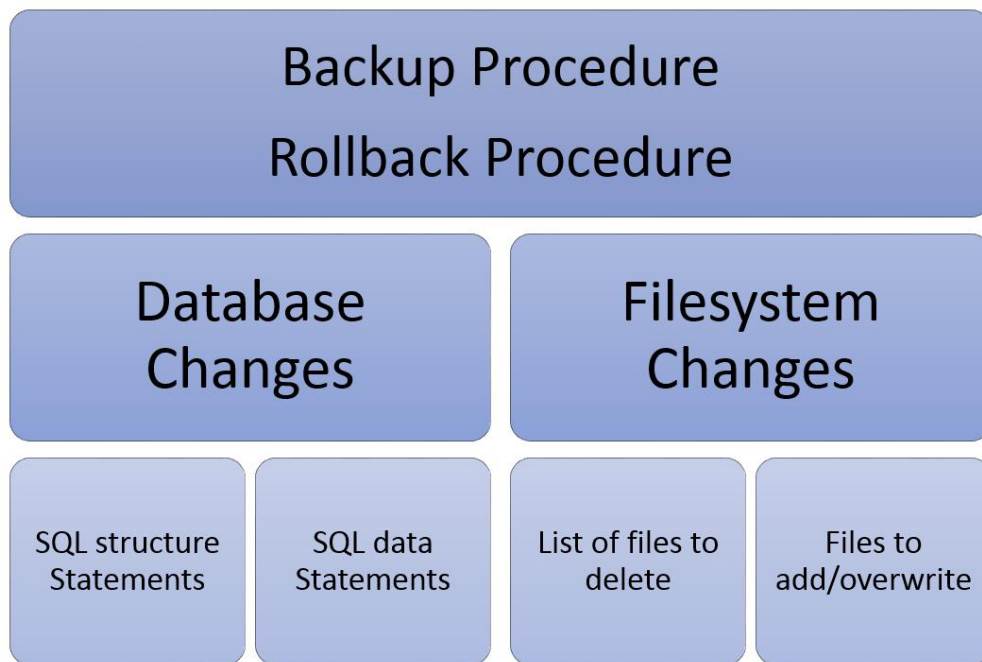 Backup Procedure
Rollback Procedure
Database
Changes
Filesystem
Changes
SQL structure
Statements
SQL data
Statements
List of files to
delete
Files to
add/overwrite